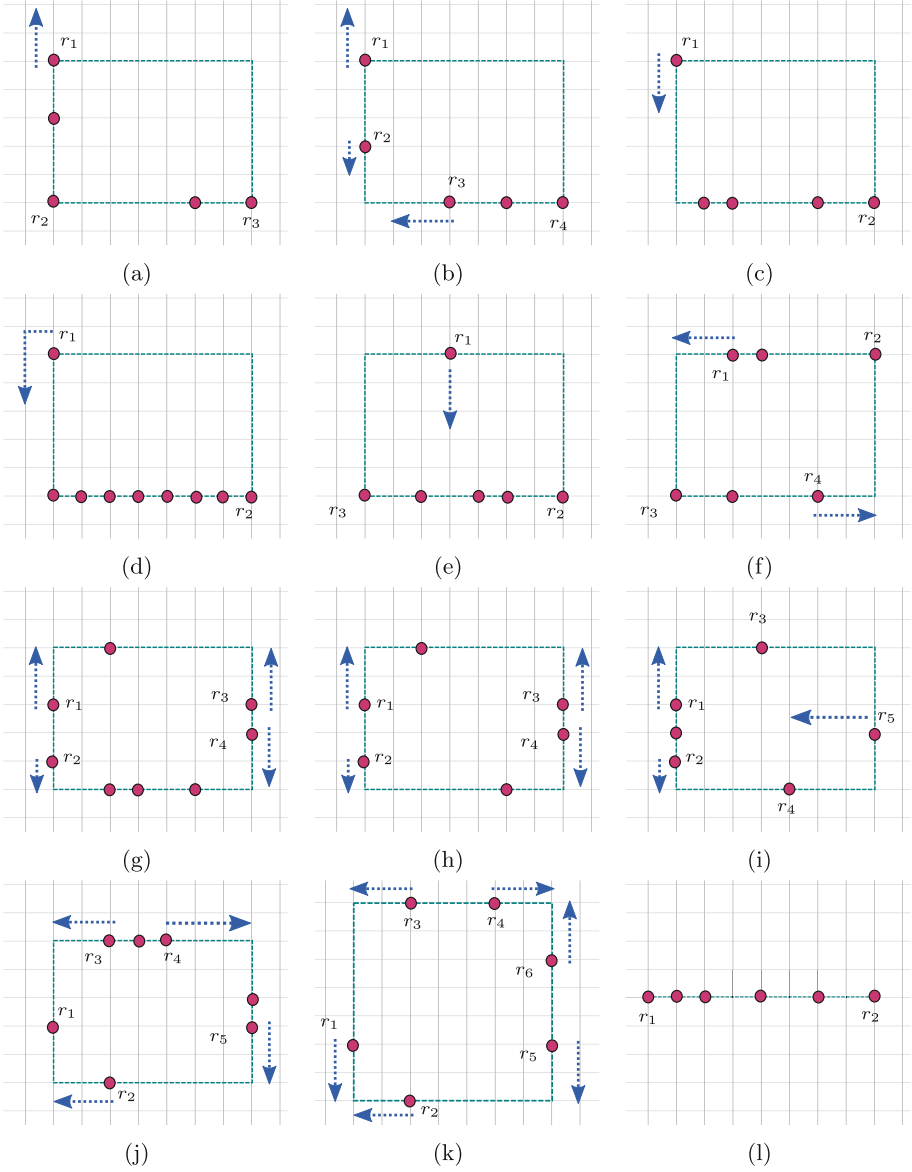 r1 r1 r1
r2 r3 r2 r3 r4 r2
(a) (b) (c)
r1 r1 r2
r1
r2 r3 r2 r3 r4
(d) (e) (f)
r3
r1 r3 r1 r3 r1 r5
r2 r4 r2 r4 r2
r4
(g) (h) (i)
r3 r4 r3 r4
r1 r6
r5 r1 r5 r1 r2
r2 r2
(j) (k) (l)